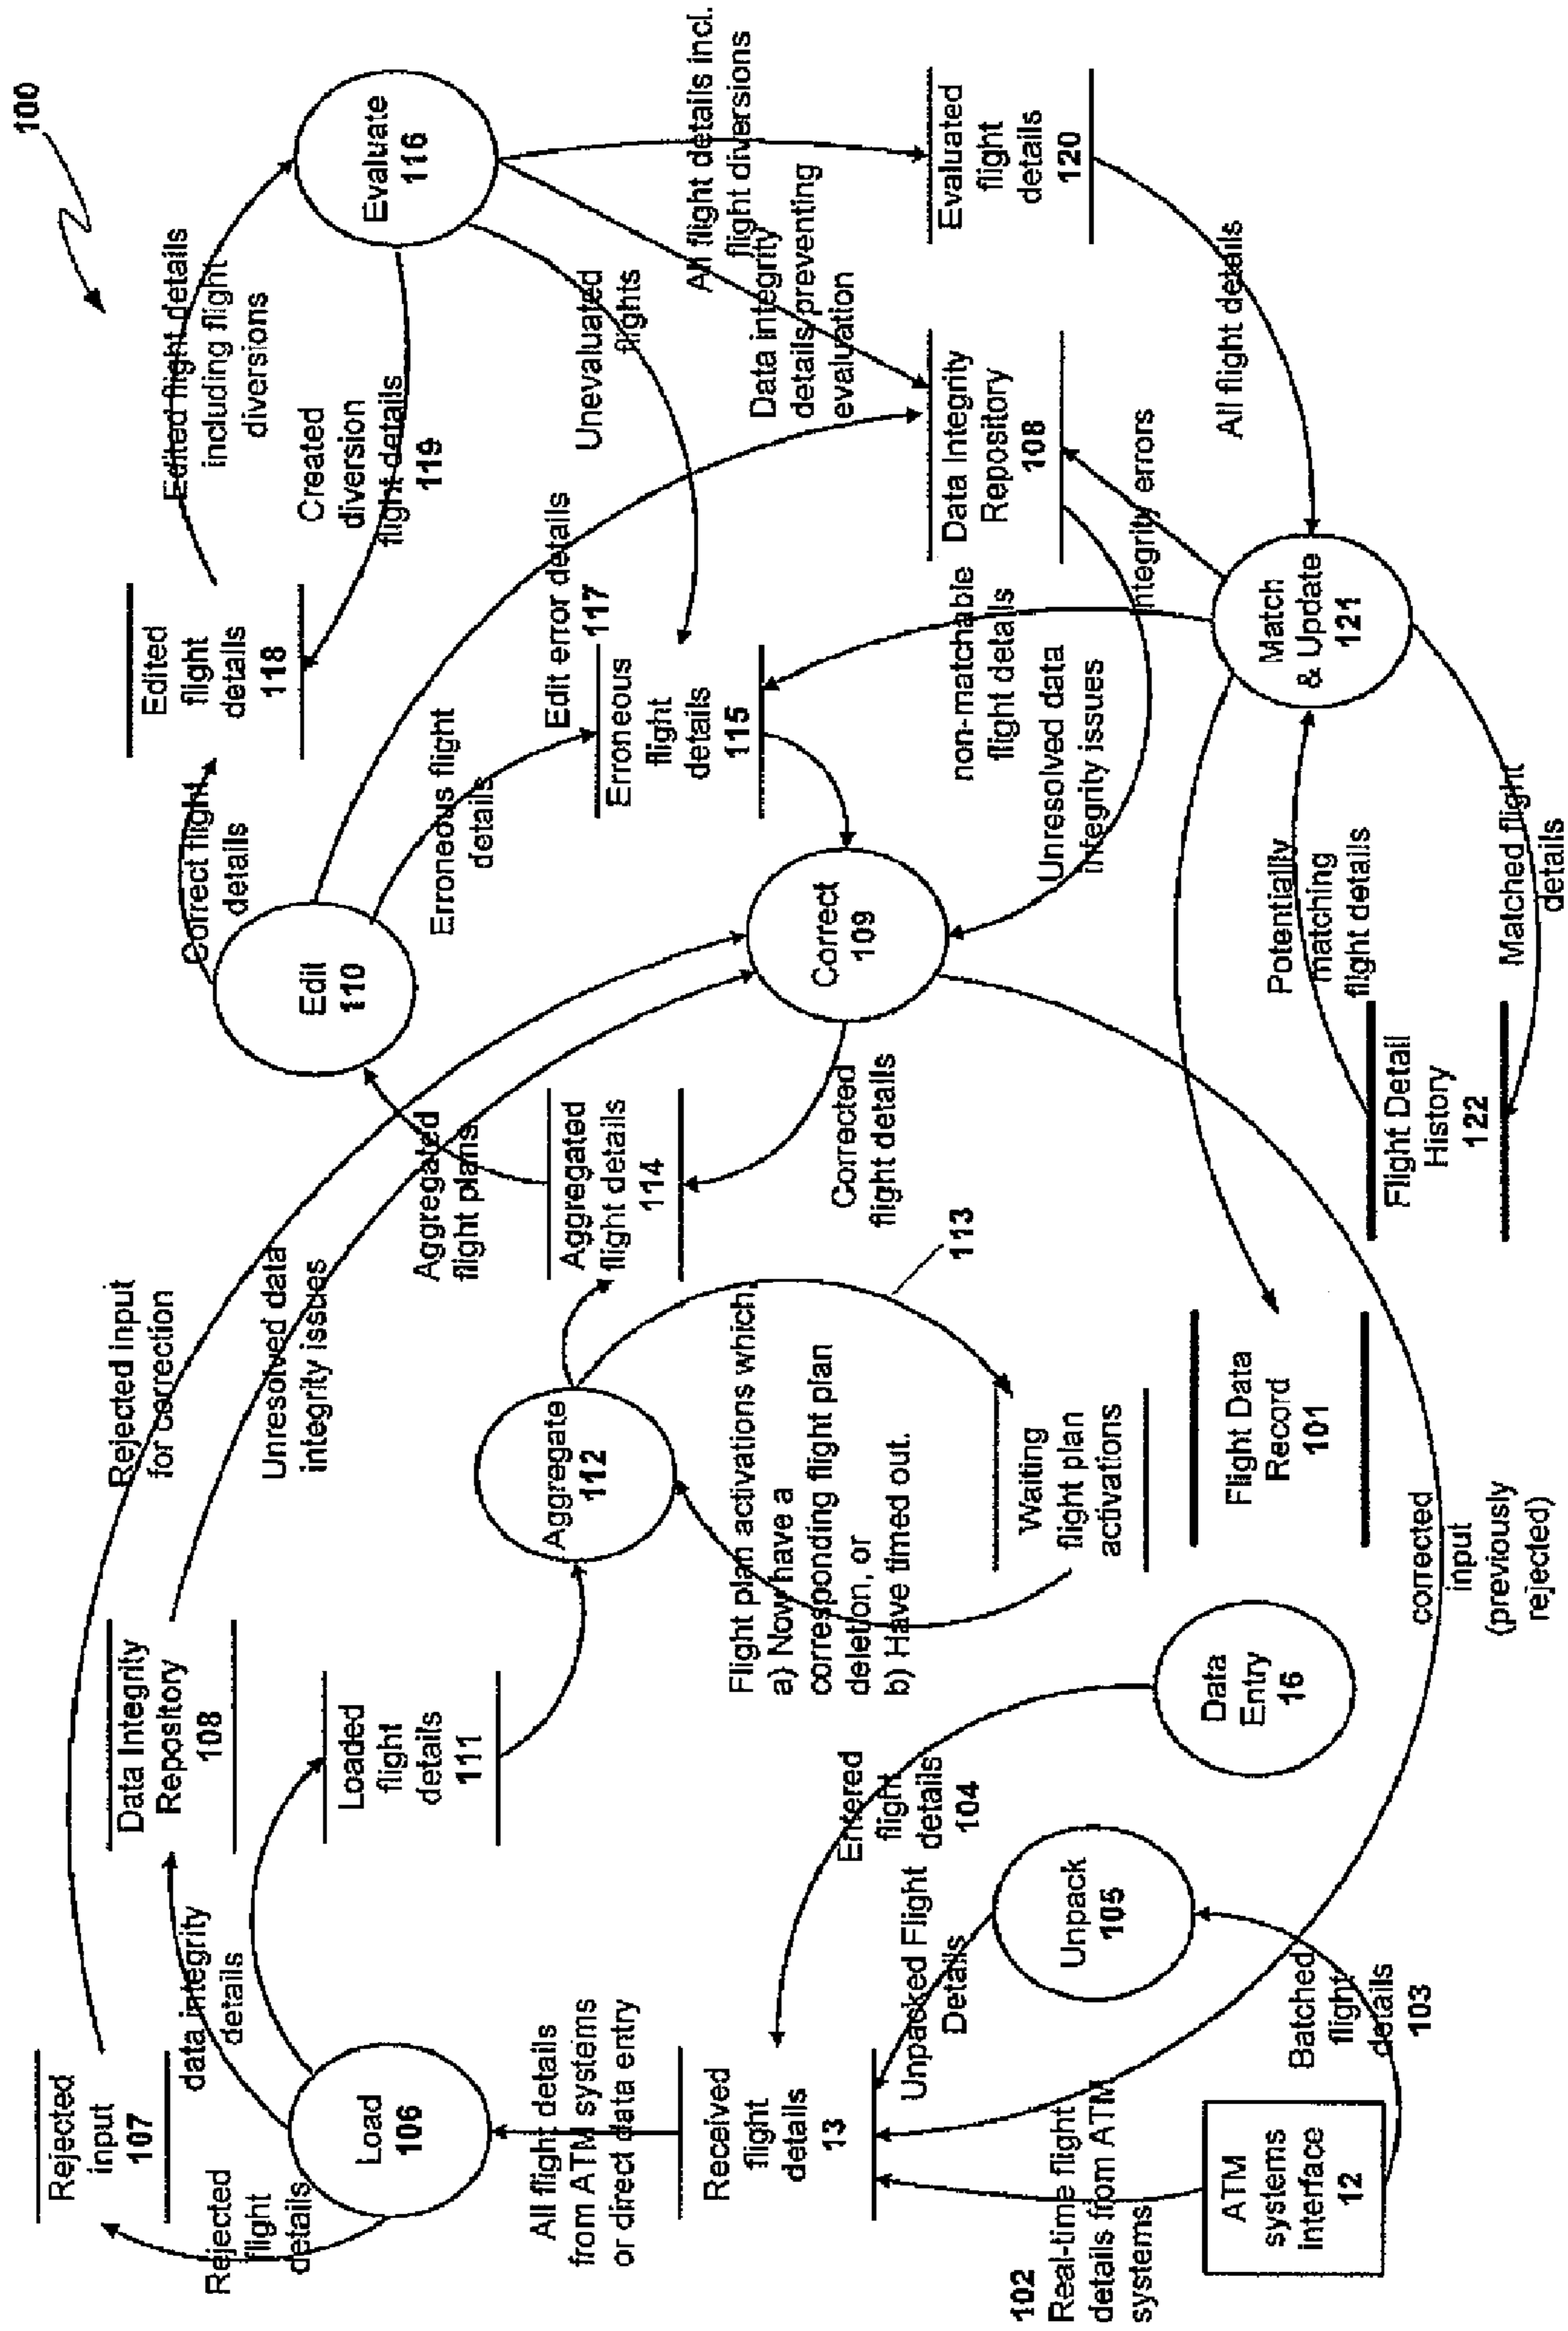 100
Rejected
input
107
Rejected
flight
details
data integrity
details
Data Integrity
Repository
108
Rejected input
for correction
Unresolved data
integrity issues
Load
106
Loaded
flight
details
111
All flight details
from ATM systems
or direct data entry
Received
flight
details
13
Entered
flight
details
104
Unpacked Flight
Details
Unpack
105
Data
Entry
16
102
Real-time flight
details from ATM
systems
ATM
systems
interface
12
Batched
flight
details
103
Aggregate
112
Aggregated
flight plans
Aggregated
flight details
114
Flight plan activations which
a) Now have a
corresponding flight plan
deletion, or
b) Have timed out.
113
Waiting
flight plan
activations
Flight Data
Record
101
corrected
input
(previously
rejected)
Edit
110
Correct flight
details
Edited
flight
details
118
Edited flight details
including flight
diversions
Created
diversion
flight details
119
Evaluate
116
Erroneous flight
details
Edit error details
117
Erroneous
flight
details
115
Unevaluated
flights
All flight details incl.
flight diversions
Data integrity
details preventing
evaluation
Evaluated
flight
details
120
Data Integrity
Repository
108
Correct
109
Corrected
flight details
non-matchable
flight details
Unresolved data
integrity issues
integrity errors
All flight details
Match
& Update
121
Potentially
matching
flight details
Matched flight
details
Flight Detail
History
122